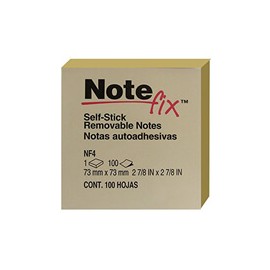 Note
fix™
Self-Stick
Removable Notes
Notas autoadhesivas
NF4
1 100
73 mm x 73 mm 2 7/8 IN x 2 7/8 IN
CONT. 100 HOJAS